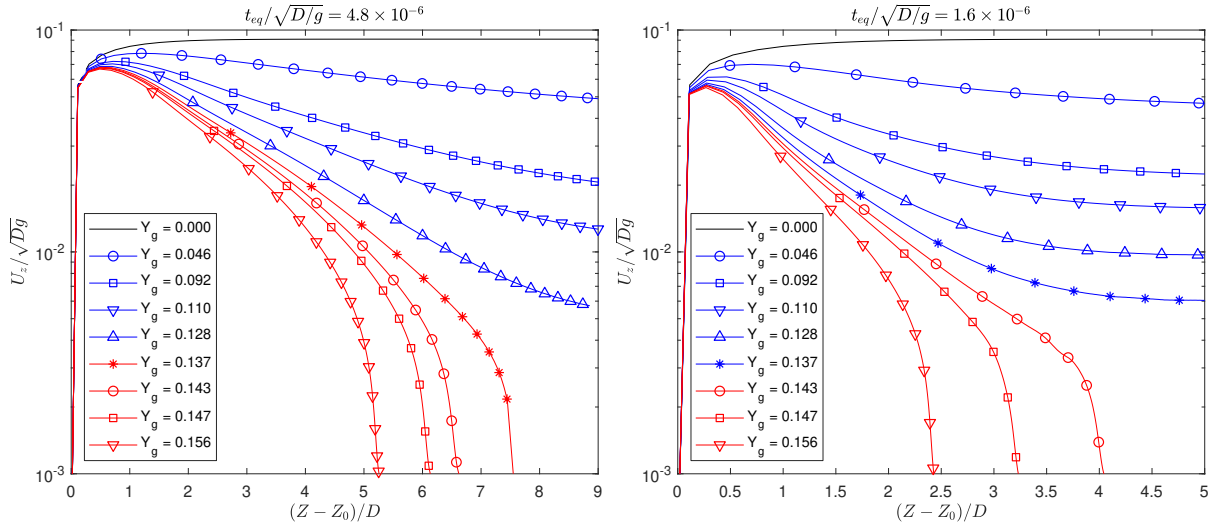 t_eq/√(D/g) = 4.8 × 10⁻⁶
10⁻¹
10⁻²
10⁻³
U_z/√Dg
Y_g = 0.000
Y_g = 0.046
Y_g = 0.092
Y_g = 0.110
Y_g = 0.128
Y_g = 0.137
Y_g = 0.143
Y_g = 0.147
Y_g = 0.156
0 1 2 3 4 5 6 7 8 9
(Z − Z₀)/D
t_eq/√(D/g) = 1.6 × 10⁻⁶
10⁻¹
10⁻²
10⁻³
U_z/√Dg
Y_g = 0.000
Y_g = 0.046
Y_g = 0.092
Y_g = 0.110
Y_g = 0.128
Y_g = 0.137
Y_g = 0.143
Y_g = 0.147
Y_g = 0.156
0 0.5 1 1.5 2 2.5 3 3.5 4 4.5 5
(Z − Z₀)/D